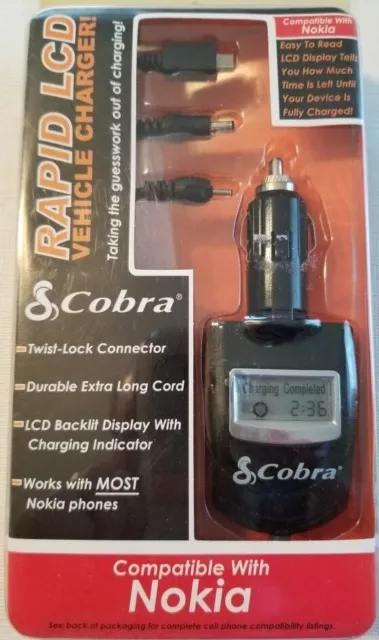 RAPID LCD
VEHICLE CHARGER!
Taking the guesswork out of charging!
Compatible With
Nokia
Easy To Read
LCD Display Tells
You How Much
Time Is Left Until
Your Device Is
Fully Charged!
Cobra®
Twist-Lock Connector
Durable Extra Long Cord
LCD Backlit Display With
Charging Indicator
Works with MOST
Nokia phones
Charging Completed
2:36
Cobra®
Compatible With
Nokia
See back of packaging for complete cell phone compatibility listings.